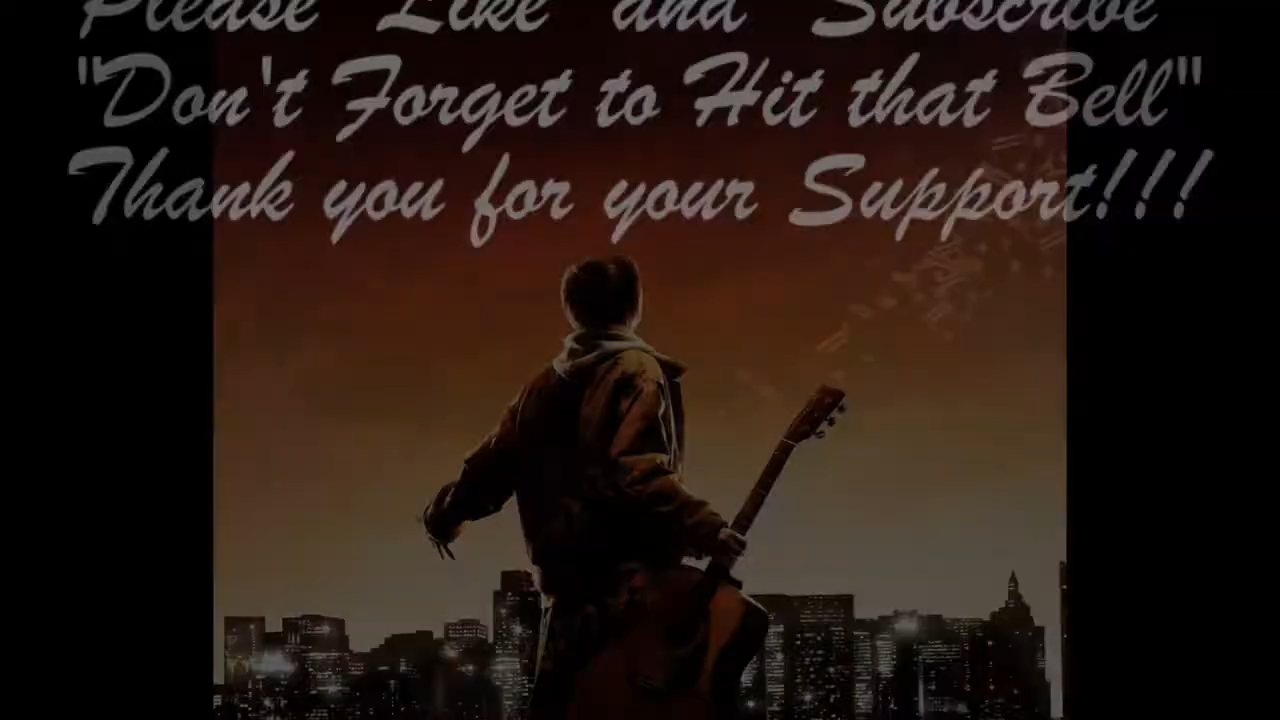 Please "Like" and "Subscribe"
"Don't Forget to Hit that Bell"
Thank you for your Support!!!